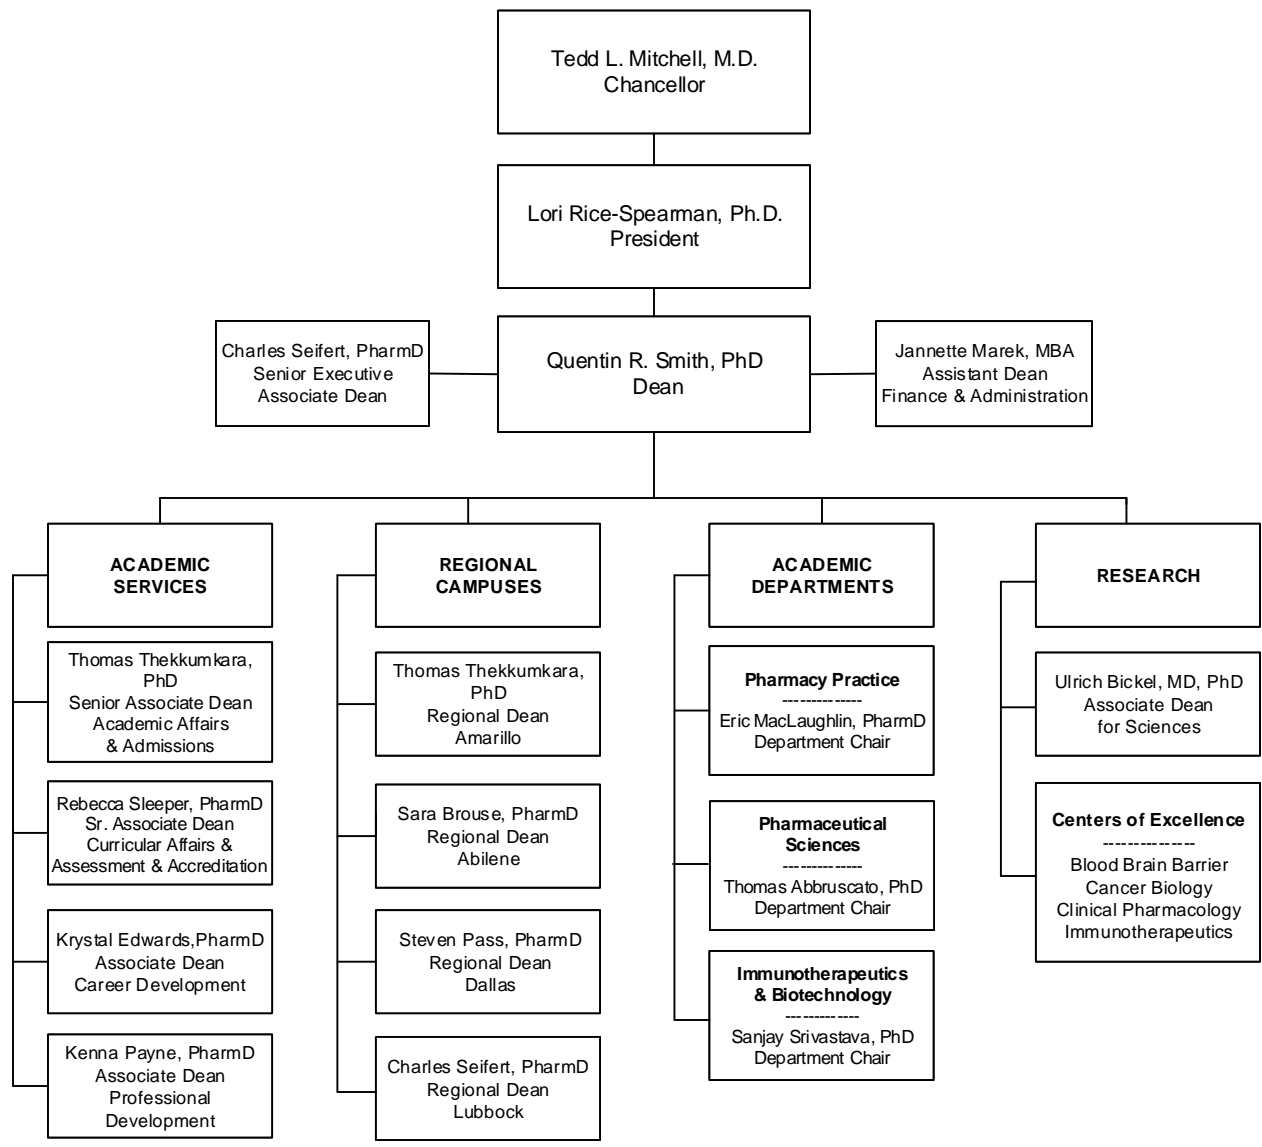 Tedd L. Mitchell, M.D.
Chancellor
Lori Rice-Spearman, Ph.D.
President
Charles Seifert, PharmD
Senior Executive
Associate Dean
Quentin R. Smith, PhD
Dean
Jannette Marek, MBA
Assistant Dean
Finance & Administration
ACADEMIC
SERVICES
Thomas Thekkumkara,
PhD
Senior Associate Dean
Academic Affairs
& Admissions
Rebecca Sleeper, PharmD
Sr. Associate Dean
Curricular Affairs &
Assessment & Accreditation
Krystal Edwards,PharmD
Associate Dean
Career Development
Kenna Payne, PharmD
Associate Dean
Professional
Development
REGIONAL
CAMPUSES
Thomas Thekkumkara,
PhD
Regional Dean
Amarillo
Sara Brouse, PharmD
Regional Dean
Abilene
Steven Pass, PharmD
Regional Dean
Dallas
Charles Seifert, PharmD
Regional Dean
Lubbock
ACADEMIC
DEPARTMENTS
Pharmacy Practice
--------------
Eric MacLaughlin, PharmD
Department Chair
Pharmaceutical
Sciences
--------------
Thomas Abbruscato, PhD
Department Chair
Immunotherapeutics
& Biotechnology
-------------
Sanjay Srivastava, PhD
Department Chair
RESEARCH
Ulrich Bickel, MD, PhD
Associate Dean
for Sciences
Centers of Excellence
---------------
Blood Brain Barrier
Cancer Biology
Clinical Pharmacology
Immunotherapeutics